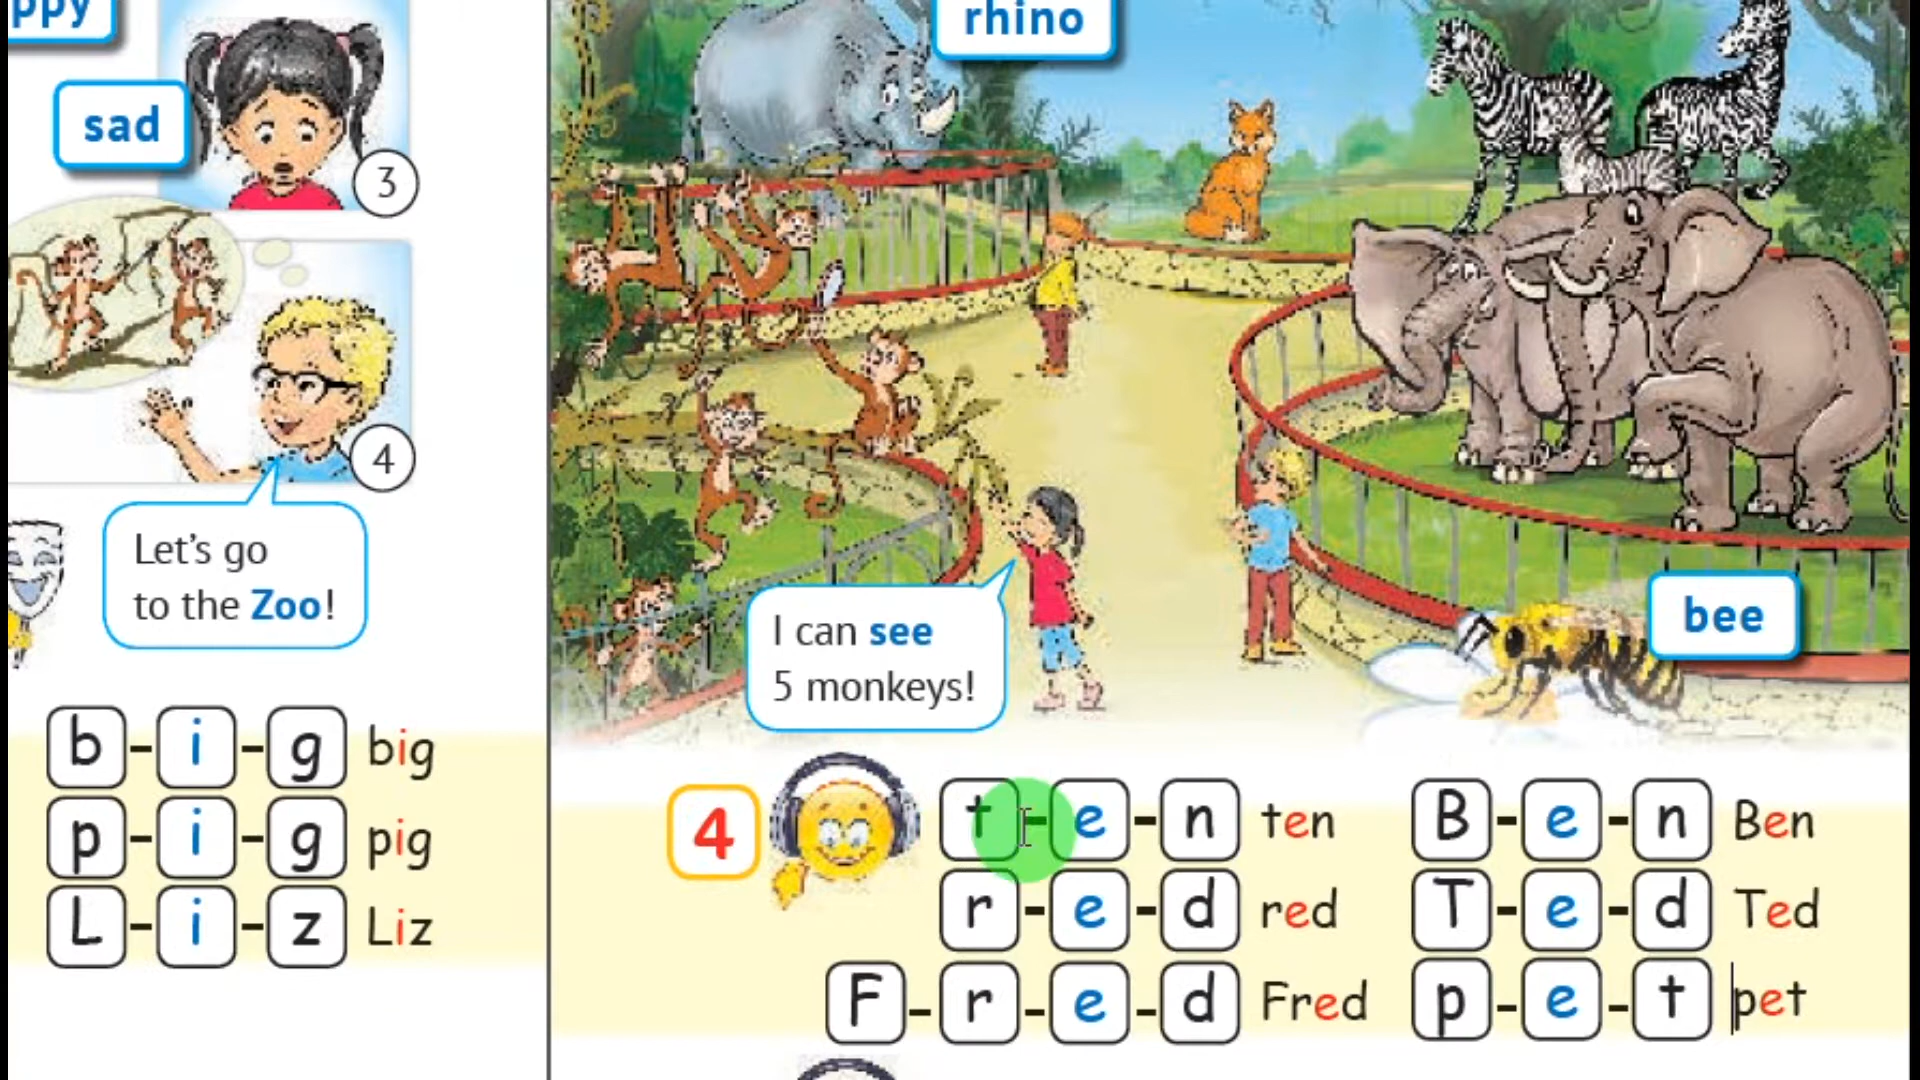 ppy
sad
3
4
Let's go
to the Zoo!
b-i-g big
p-i-g pig
L-i-z Liz
rhino
I can see
5 monkeys!
bee
4
t-e-n ten
r-e-d red
F-r-e-d Fred
B-e-n Ben
T-e-d Ted
p-e-t pet